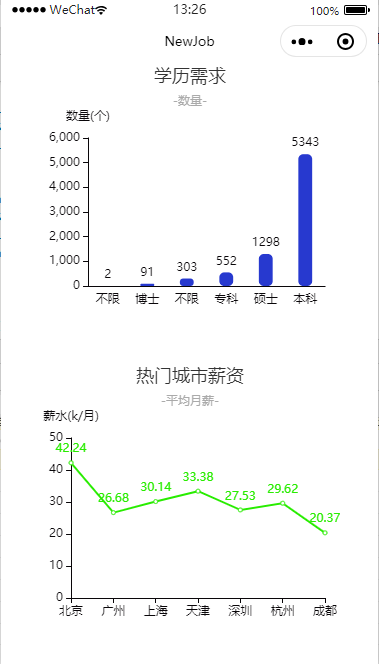 WeChat 13:26 100%
NewJob
学历需求
-数量-
数量(个)
6,000
5,000
4,000
3,000
2,000
1,000
0
2 91 303 552 1298 5343
不限 博士 不限 专科 硕士 本科
热门城市薪资
-平均月薪-
薪水(k/月)
50
40
30
20
10
0
42.24 26.68 30.14 33.38 27.53 29.62 20.37
北京 广州 上海 天津 深圳 杭州 成都